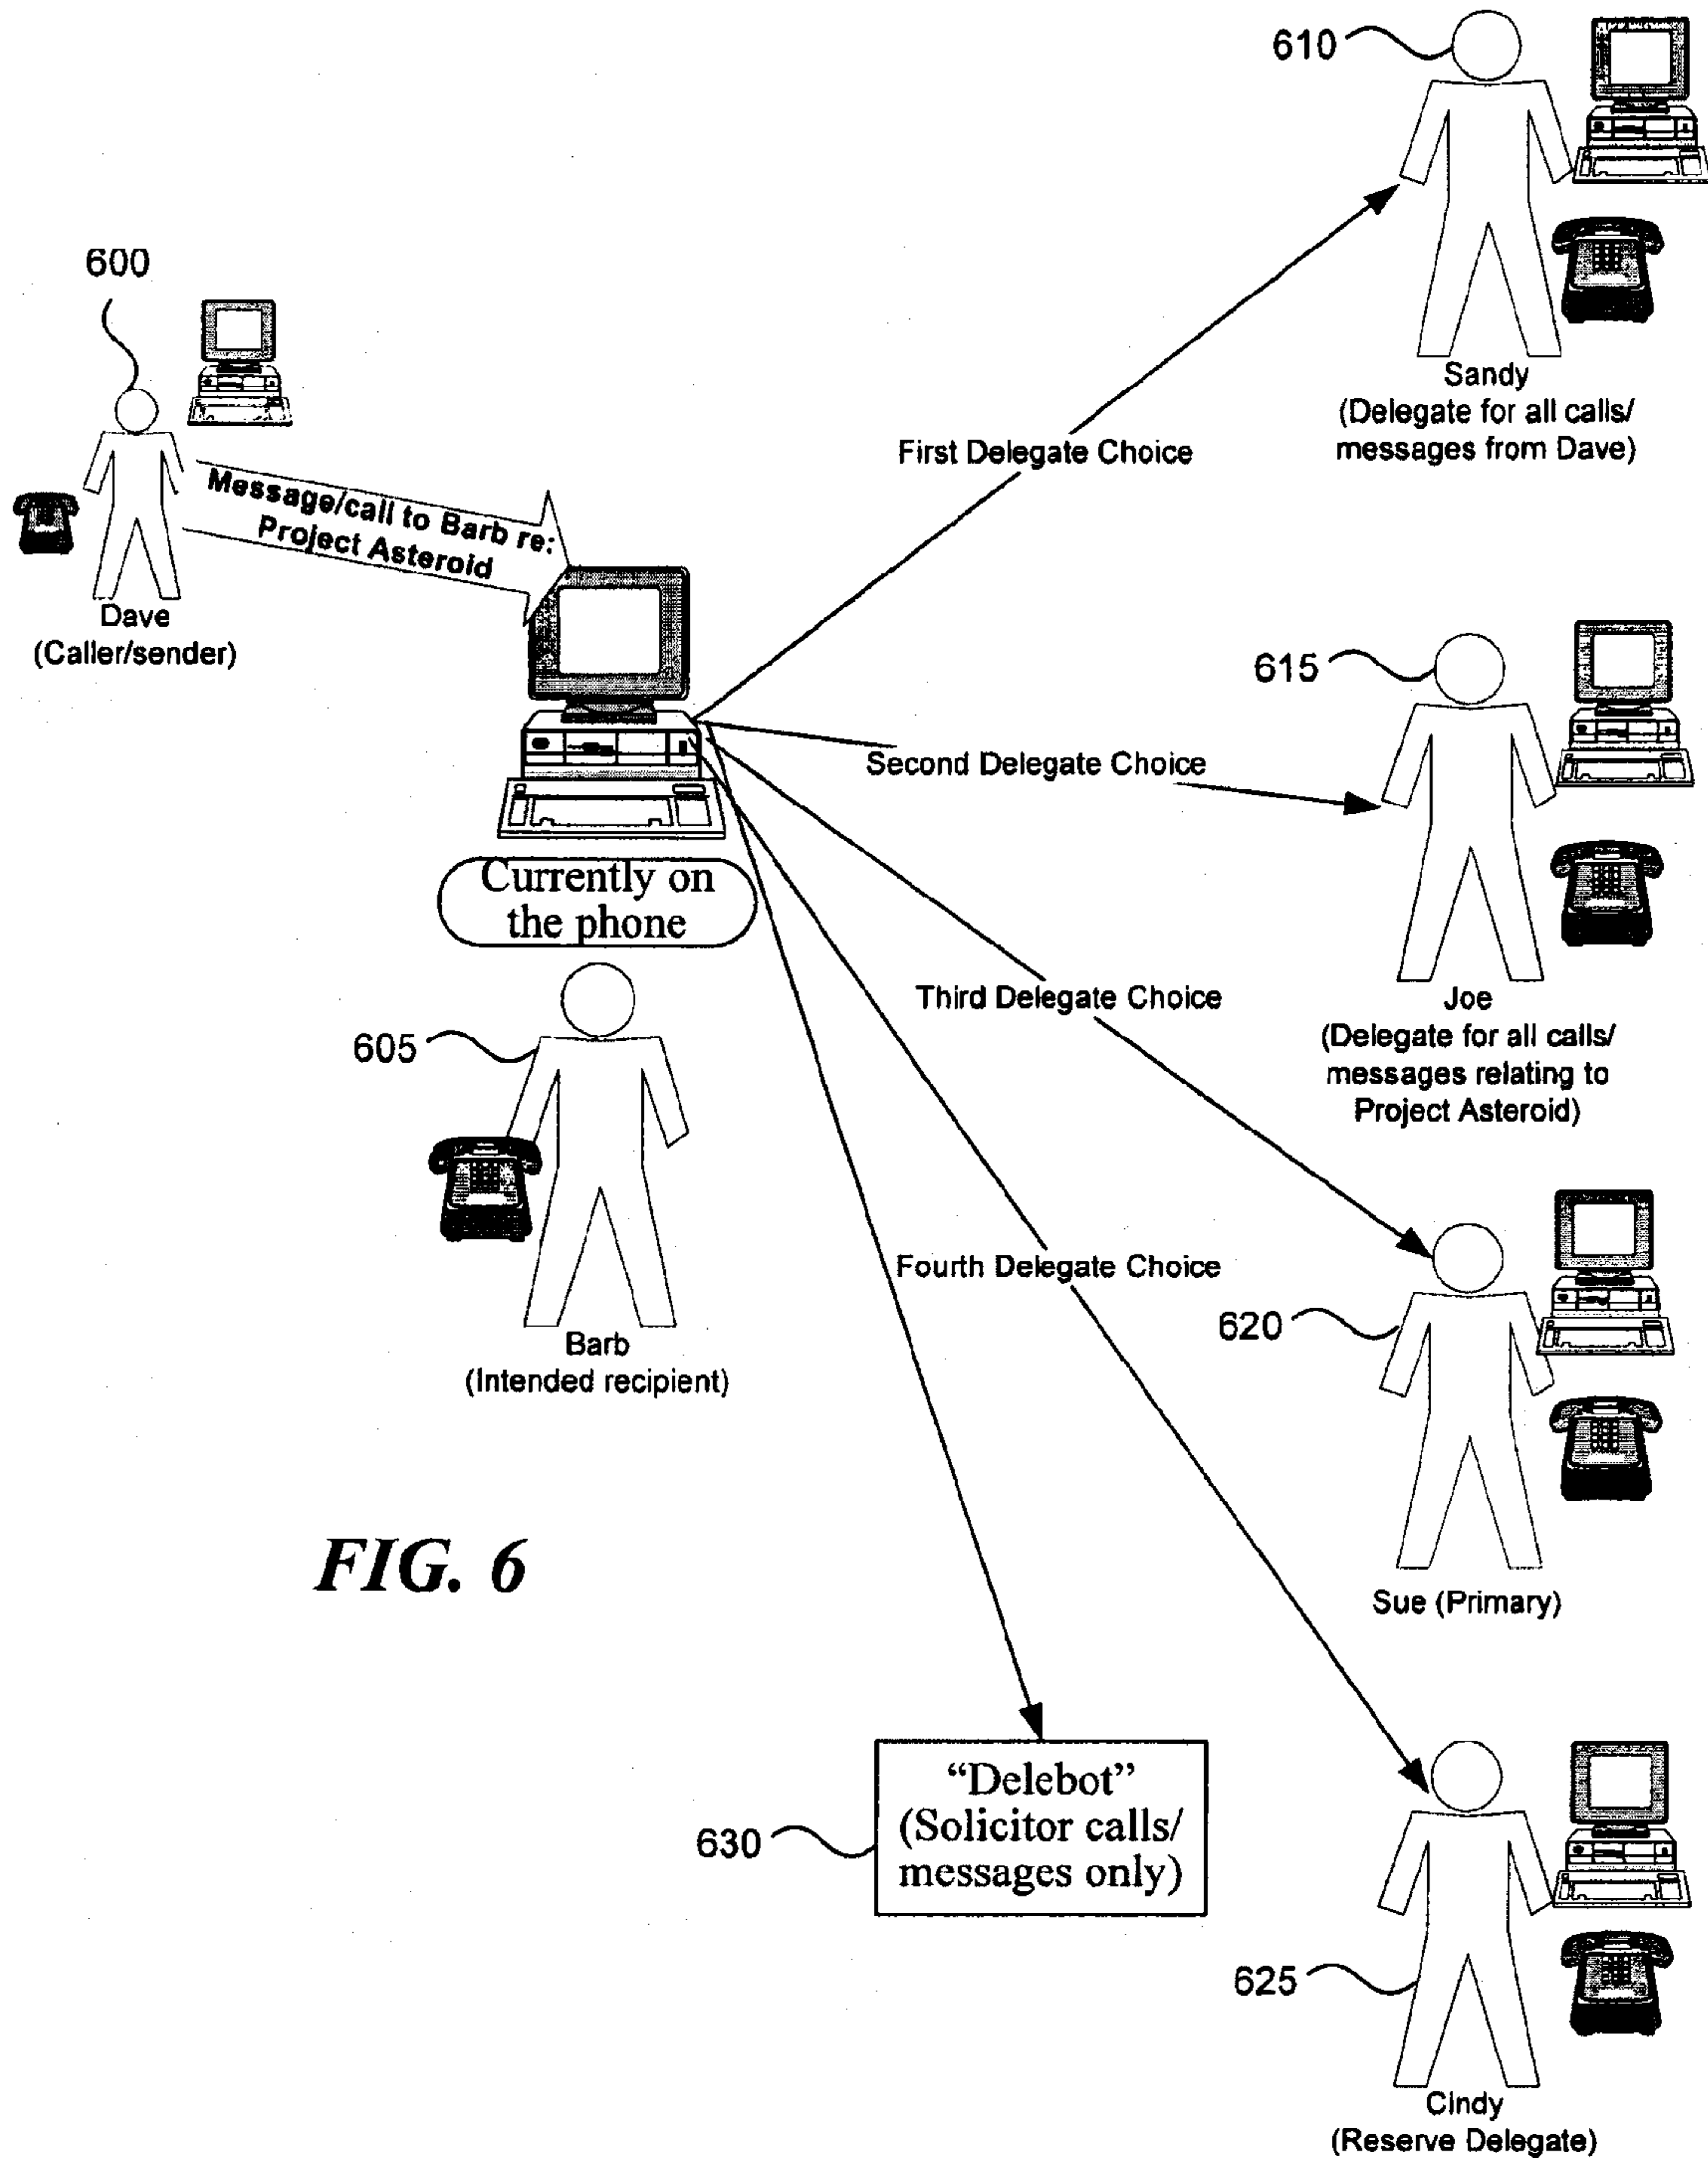 610
Sandy
(Delegate for all calls/
messages from Dave)
600
First Delegate Choice
Message/call to Barb re:
Project Asteroid
Dave
(Caller/sender)
615
Second Delegate Choice
Currently on
the phone
Joe
(Delegate for all calls/
messages relating to
Project Asteroid)
Third Delegate Choice
605
Fourth Delegate Choice
620
Barb
(Intended recipient)
FIG. 6
Sue (Primary)
630
"Delebot"
(Solicitor calls/
messages only)
625
Cindy
(Reserve Delegate)